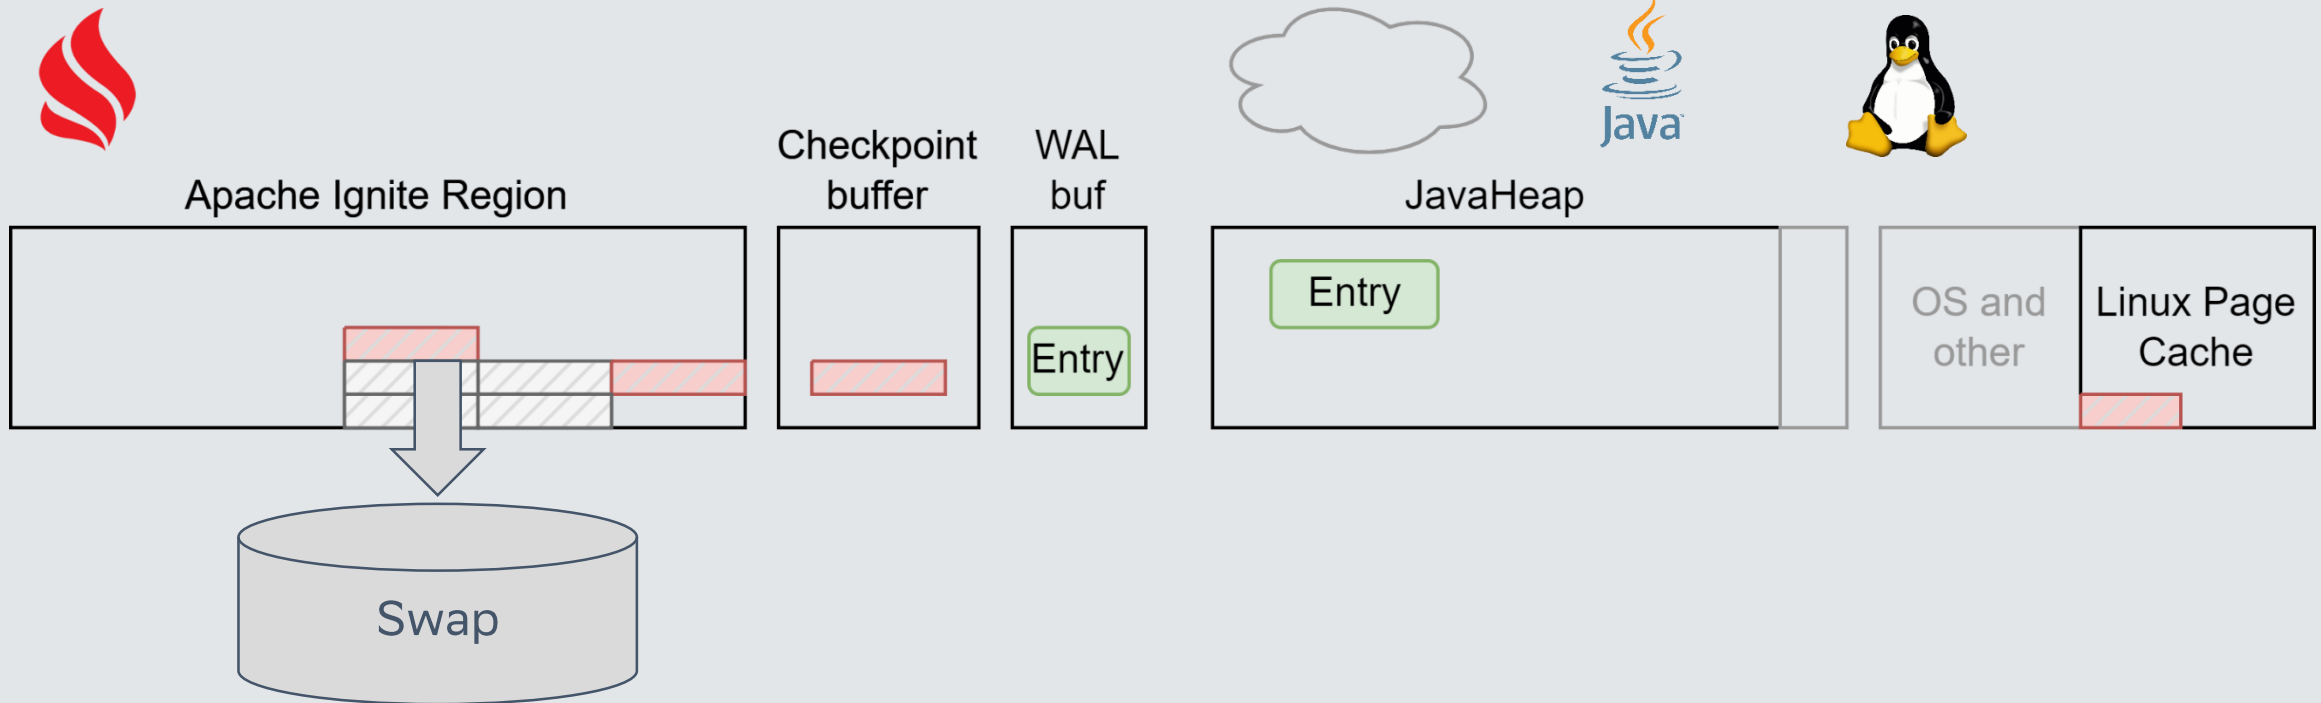 Java
Checkpoint
buffer
WAL
buf
Apache Ignite Region
JavaHeap
Entry
Entry
OS and
other
Linux Page
Cache
Swap